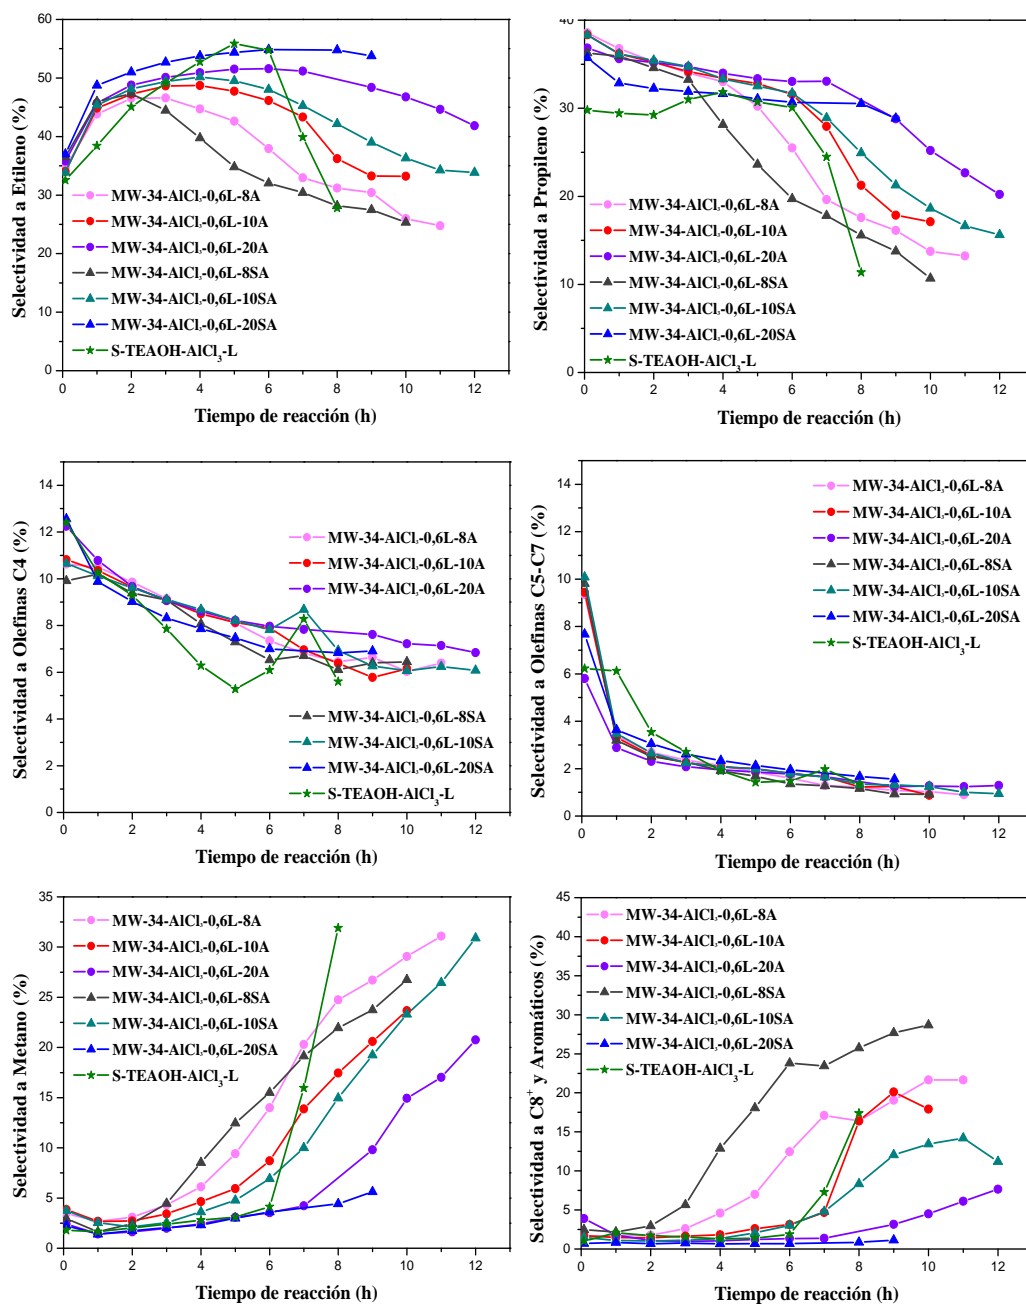 60
50
40
30
20
10
0
0 2 4 6 8 10 12
Selectividad a Etileno (%)
Tiempo de reacción (h)
MW-34-AlCl₃-0,6L-8A
MW-34-AlCl₃-0,6L-10A
MW-34-AlCl₃-0,6L-20A
MW-34-AlCl₃-0,6L-8SA
MW-34-AlCl₃-0,6L-10SA
MW-34-AlCl₃-0,6L-20SA
S-TEAOH-AlCl₃-L
40
30
20
10
0
0 2 4 6 8 10 12
Selectividad a Propileno (%)
Tiempo de reacción (h)
MW-34-AlCl₃-0,6L-8A
MW-34-AlCl₃-0,6L-10A
MW-34-AlCl₃-0,6L-20A
MW-34-AlCl₃-0,6L-8SA
MW-34-AlCl₃-0,6L-10SA
MW-34-AlCl₃-0,6L-20SA
S-TEAOH-AlCl₃-L
14
12
10
8
6
4
2
0
0 2 4 6 8 10 12
Selectividad a Olefinas C4 (%)
Tiempo de reacción (h)
MW-34-AlCl₃-0,6L-8A
MW-34-AlCl₃-0,6L-10A
MW-34-AlCl₃-0,6L-20A
MW-34-AlCl₃-0,6L-8SA
MW-34-AlCl₃-0,6L-10SA
MW-34-AlCl₃-0,6L-20SA
S-TEAOH-AlCl₃-L
14
12
10
8
6
4
2
0
0 2 4 6 8 10 12
Selectividad a Olefinas C5-C7 (%)
Tiempo de reacción (h)
MW-34-AlCl₃-0,6L-8A
MW-34-AlCl₃-0,6L-10A
MW-34-AlCl₃-0,6L-20A
MW-34-AlCl₃-0,6L-8SA
MW-34-AlCl₃-0,6L-10SA
MW-34-AlCl₃-0,6L-20SA
S-TEAOH-AlCl₃-L
35
30
25
20
15
10
5
0
0 2 4 6 8 10 12
Selectividad a Metano (%)
Tiempo de reacción (h)
MW-34-AlCl₃-0,6L-8A
MW-34-AlCl₃-0,6L-10A
MW-34-AlCl₃-0,6L-20A
MW-34-AlCl₃-0,6L-8SA
MW-34-AlCl₃-0,6L-10SA
MW-34-AlCl₃-0,6L-20SA
S-TEAOH-AlCl₃-L
45
40
35
30
25
20
15
10
5
0
0 2 4 6 8 10 12
Selectividad a C8⁺ y Aromáticos (%)
Tiempo de reacción (h)
MW-34-AlCl₃-0,6L-8A
MW-34-AlCl₃-0,6L-10A
MW-34-AlCl₃-0,6L-20A
MW-34-AlCl₃-0,6L-8SA
MW-34-AlCl₃-0,6L-10SA
MW-34-AlCl₃-0,6L-20SA
S-TEAOH-AlCl₃-L